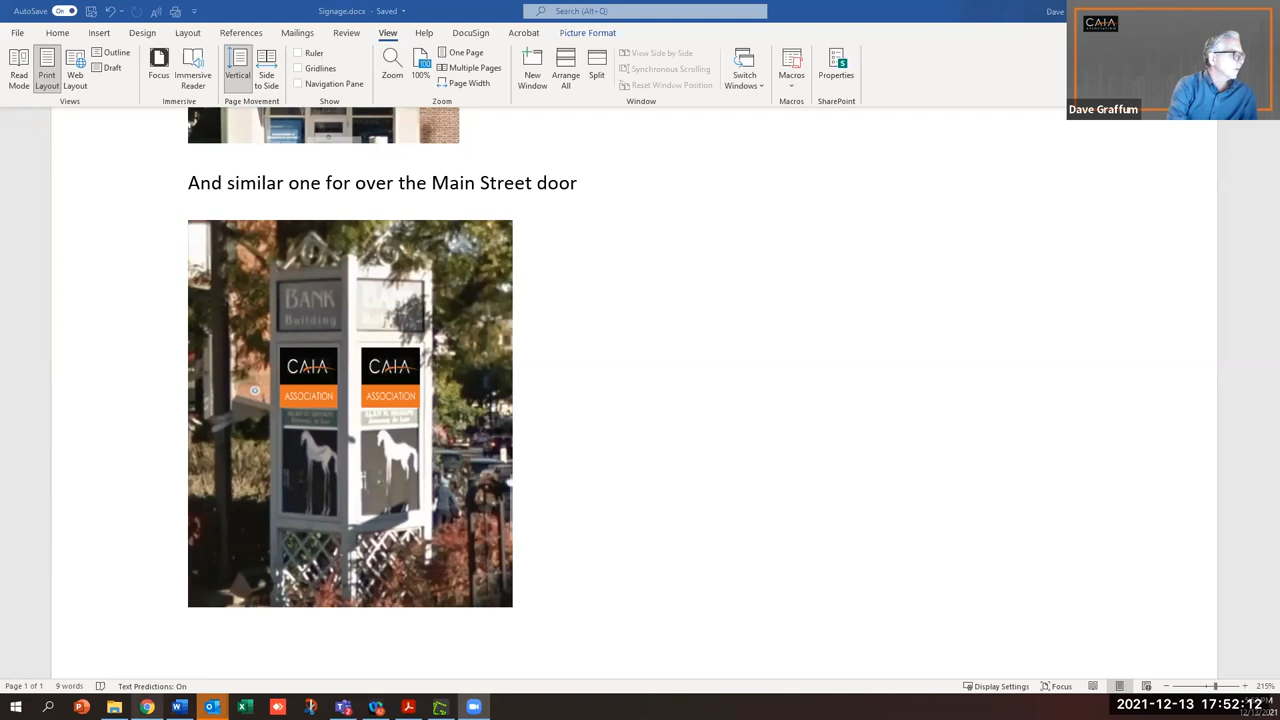 AutoSave On Signage.docx - Saved Search (Alt+Q) Dave
File Home Insert Design Layout References Mailings Review View Help DocuSign Acrobat Picture Format
Read Mode
Print Layout
Web Layout
Outline
Draft
Views
Focus
Immersive Reader
Immersive
Vertical
Side to Side
Page Movement
Ruler
Gridlines
Navigation Pane
Show
Zoom
100
100%
One Page
Multiple Pages
Page Width
Zoom
New Window
Arrange All
Split
View Side by Side
Synchronous Scrolling
Reset Window Position
Window
Switch Windows
Macros
Macros
Properties
SharePoint
CAIA
ASSOCIATION
Dave Graffum
And similar one for over the Main Street door
BANK
Building
CAIA CAIA
ASSOCIATION ASSOCIATION
Page 1 of 1 9 words Text Predictions: On Display Settings Focus 215%
2021-12-13 17:52:12